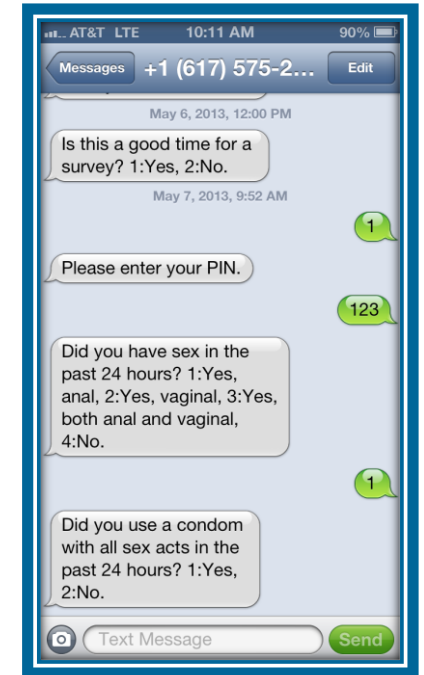 AT&T LTE 10:11 AM 90%
Messages +1 (617) 575-2... Edit
May 6, 2013, 12:00 PM
Is this a good time for a
survey? 1:Yes, 2:No.
May 7, 2013, 9:52 AM
1
Please enter your PIN.
123
Did you have sex in the
past 24 hours? 1:Yes,
anal, 2:Yes, vaginal, 3:Yes,
both anal and vaginal,
4:No.
1
Did you use a condom
with all sex acts in the
past 24 hours? 1:Yes,
2:No.
Text Message Send